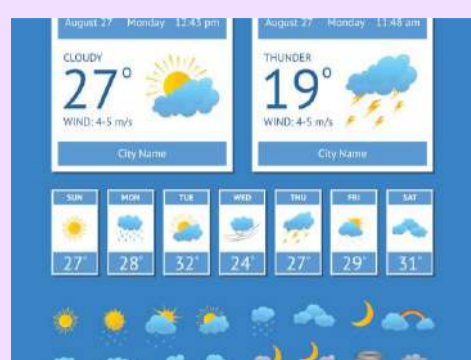 August 27 Monday 12:43 pm
CLOUDY
27°
WIND: 4-5 m/s
City Name
August 27 Monday 11:48 am
THUNDER
19°
WIND: 4-5 m/s
City Name
SUN MON TUE WED THU FRI SAT
27° 28° 32° 24° 27° 29° 31°